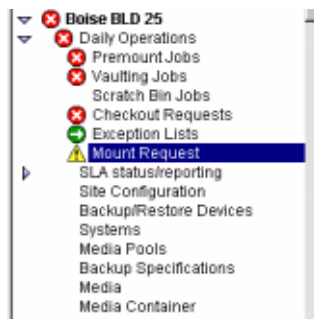 Boise BLD 25
Daily Operations
Premount Jobs
Vaulting Jobs
Scratch Bin Jobs
Checkout Requests
Exception Lists
Mount Request
SLA status/reporting
Site Configuration
Backup/Restore Devices
Systems
Media Pools
Backup Specifications
Media
Media Container